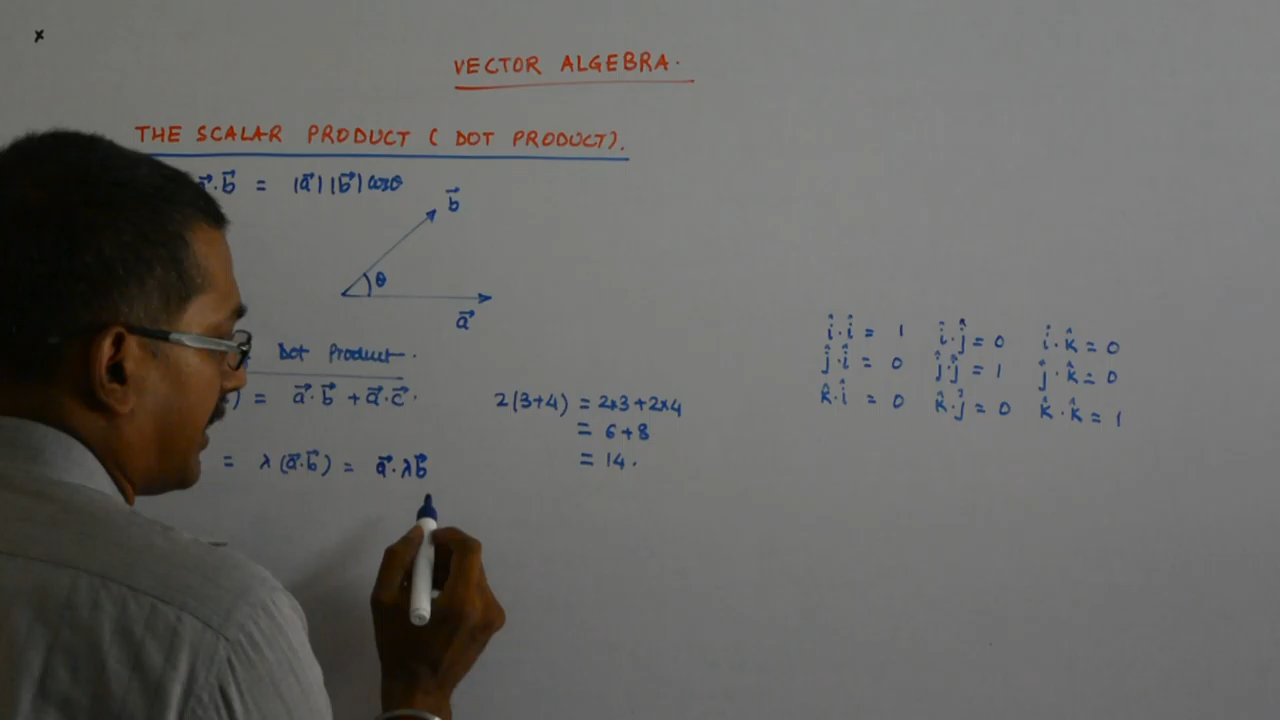 ×
VECTOR ALGEBRA.
THE SCALAR PRODUCT ( DOT PRODUCT).
a⃗.b⃗ = |a⃗| |b⃗| cosθ
b⃗
θ
a⃗
Dot Product.
) = a⃗.b⃗ + a⃗.c⃗.
= λ(a⃗.b⃗) = a⃗.λb⃗
2(3+4) = 2×3+2×4
= 6+8
= 14.
î.î = 1 î.ĵ = 0 î.k̂ = 0
ĵ.î = 0 ĵ.ĵ = 1 ĵ.k̂ = 0
k̂.î = 0 k̂.ĵ = 0 k̂.k̂ = 1